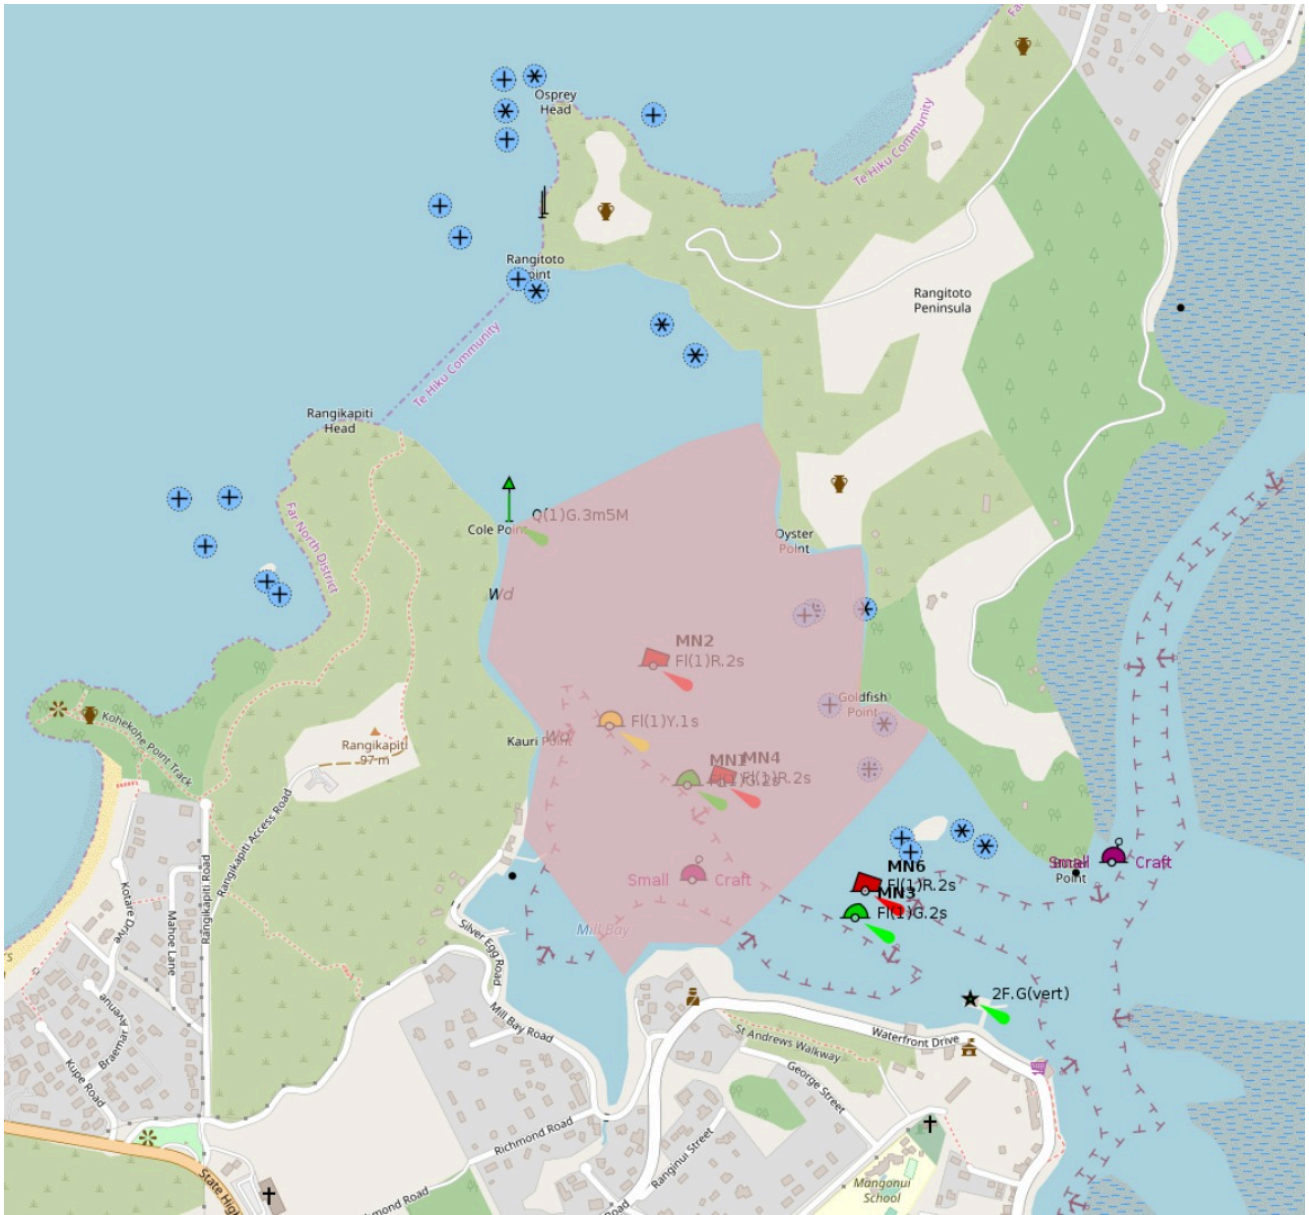 Osprey
Head
Te Hiku Community
Rangitoto
Point
Rangitoto
Peninsula
Te Hiku Community
Rangikapiti
Head
Far North District
Q(1)G.3m5M
Cole Point
Oyster
Point
Wd
MN2
Fl(1)R.2s
Goldfish
Point
Fl(1)Y.1s
Kohekohe Point Track
Rangikapiti
97 m
Kauri Point
Wd
MN1
MN4
Fl(1)R.2s
Rangikapiti Access Road
Small
Craft
Small
Craft
Point
MN6
Fl(1)R.2s
MN3
Fl(1)G.2s
Kotare Drive
Mahoe Lane
Rangikapiti Road
Silver Egg Road
Mill Bay
2F.G(vert)
Mill Bay Road
Braemar Avenue
Kupe Road
St Andrews Walkway
Waterfront Drive
George Street
Richmond Road
Ranginui Street
Mangonui
School
State High
chmond Road
Road